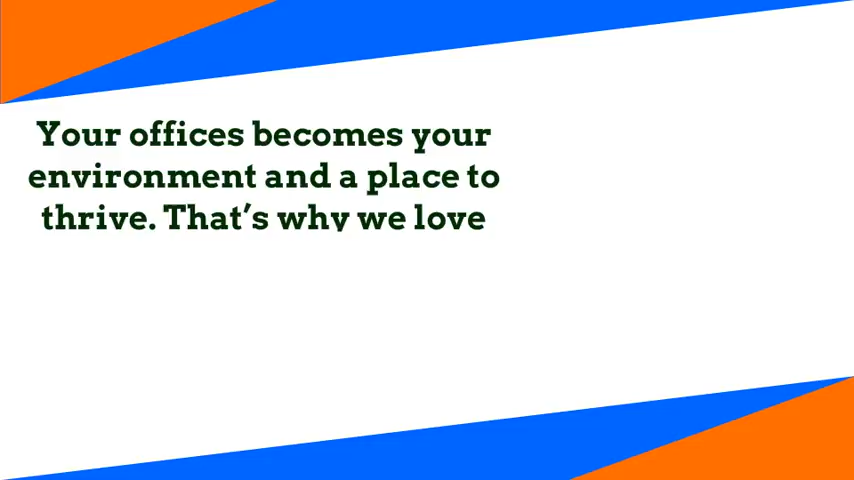 Your offices becomes your
environment and a place to
thrive. That’s why we love